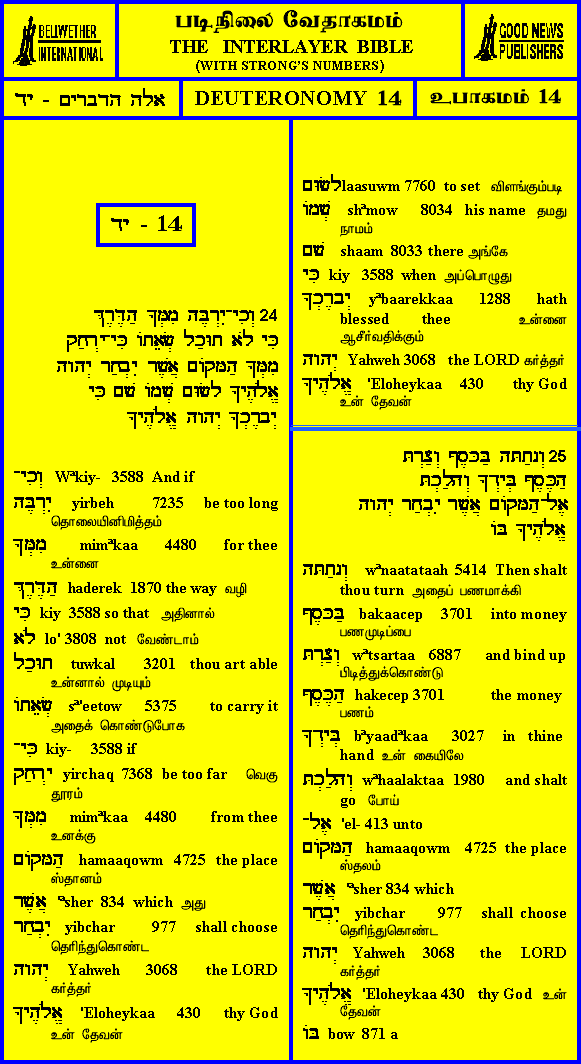 BELLWETHER
INTERNATIONAL
படிநிலை வேதாகமம்
THE INTERLAYER BIBLE
(WITH STRONG'S NUMBERS)
GOOD NEWS
PUBLISHERS
אלה הדברים - יד
DEUTERONOMY 14
உபாகமம் 14
יד - 14
24 וְכִי־יִרְבֶּה מִמְּךָ הַדֶּרֶךְ
כִּי לֹא תוּכַל שְׂאֵתוֹ כִּי־יִרְחַק
מִמְּךָ הַמָּקוֹם אֲשֶׁר יִבְחַר יְהוָה
אֱלֹהֶיךָ לָשׂוּם שְׁמוֹ שָׁם כִּי
יְבָרֶכְךָ יְהוָה אֱלֹהֶיךָ
וְכִי־ Wᵊkiy- 3588 And if
יִרְבֶּה yirbeh 7235 be too long
தொலையினிமித்தம்
מִמְּךָ mimᵊkaa 4480 for thee
உன்னை
הַדֶּרֶךְ haderek 1870 the way வழி
כִּי kiy 3588 so that அதினால்
לֹא lo' 3808 not வேண்டாம்
תוּכַל tuwkal 3201 thou art able
உன்னால் முடியும்
שְׂאֵתוֹ sᵊ'eetow 5375 to carry it
அதைக் கொண்டுபோக
כִּי־ kiy- 3588 if
יִרְחַק yirchaq 7368 be too far வெகு
தூரம்
מִמְּךָ mimᵊkaa 4480 from thee
உனக்கு
הַמָּקוֹם hamaaqowm 4725 the place
ஸ்தானம்
אֲשֶׁר ᵃsher 834 which அது
יִבְחַר yibchar 977 shall choose
தெரிந்துகொண்ட
יְהוָה Yahweh 3068 the LORD
கர்த்தர்
אֱלֹהֶיךָ 'Eloheykaa 430 thy God
உன் தேவன்
לָשׂוּם laasuwm 7760 to set விளங்கும்படி
שְׁמוֹ shᵊmow 8034 his name தமது
நாமம்
שָׁם shaam 8033 there அங்கே
כִּי kiy 3588 when அப்பொழுது
יְבָרֶכְךָ yᵊbaarekkaa 1288 hath
blessed thee உன்னை
ஆசீர்வதிக்கும்
יְהוָה Yahweh 3068 the LORD கர்த்தர்
אֱלֹהֶיךָ 'Eloheykaa 430 thy God
உன் தேவன்
25 וְנָתַתָּה בַּכָּסֶף וְצַרְתָּ
הַכֶּסֶף בְּיָדְךָ וְהָלַכְתָּ
אֶל־הַמָּקוֹם אֲשֶׁר יִבְחַר יְהוָה
אֱלֹהֶיךָ בּוֹ
וְנָתַתָּה wᵊnaatataah 5414 Then shalt
thou turn அதைப் பணமாக்கி
בַּכָּסֶף bakaacep 3701 into money
பணமுடிப்பை
וְצַרְתָּ wᵊtsarta 6887 and bind up
பிடித்துக்கொண்டு
הַכֶּסֶף hakecep 3701 the money
பணம்
בְּיָדְךָ bᵊyaadᵊkaa 3027 in thine
hand உன் கையிலே
וְהָלַכְתָּ wᵊhaalaktaa 1980 and shalt
go போய்
אֶל־ 'el- 413 unto
הַמָּקוֹם hamaaqowm 4725 the place
ஸ்தலம்
אֲשֶׁר ᵃsher 834 which
יִבְחַר yibchar 977 shall choose
தெரிந்துகொண்ட
יְהוָה Yahweh 3068 the LORD
கர்த்தர்
אֱלֹהֶיךָ 'Eloheykaa 430 thy God உன்
தேவன்
בּוֹ bow 871 a